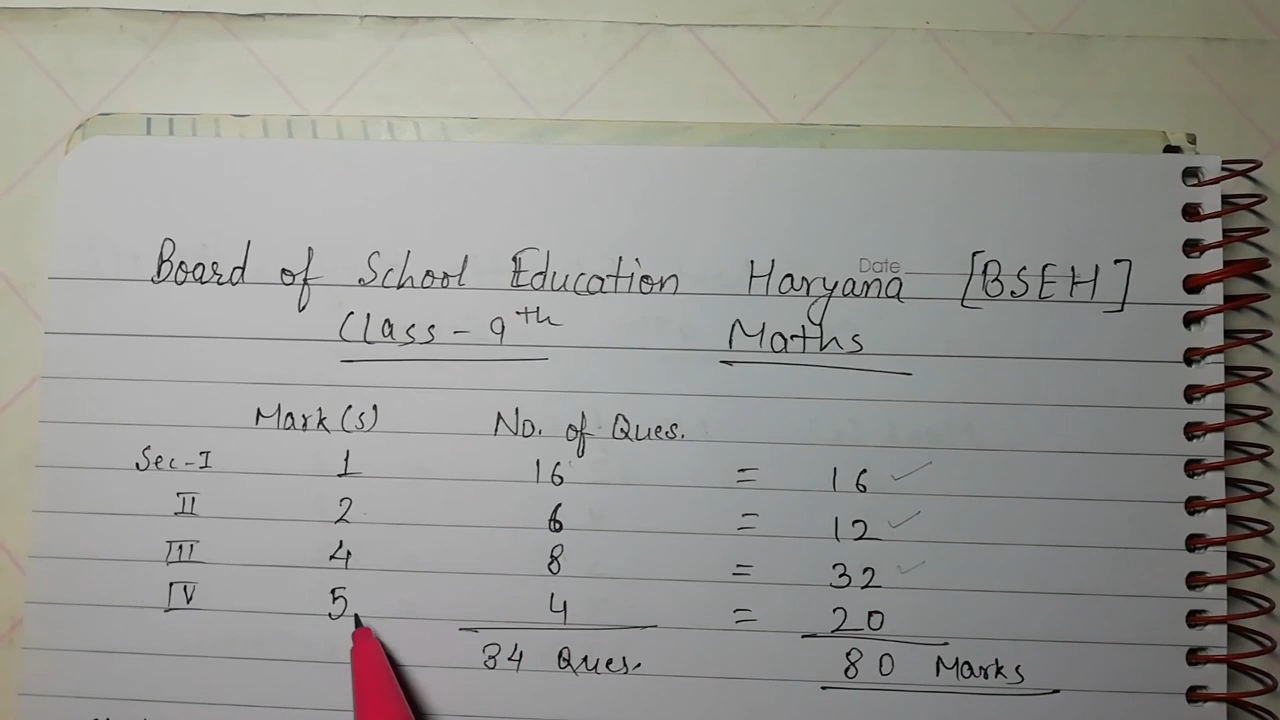 Date
Board of School Education Haryana [BSEH]
Class - 9th Maths
Mark(s) No. of Ques.
Sec-I 1 16 = 16 ✓
II 2 6 = 12 ✓
III 4 8 = 32 ✓
IV 5 4 = 20
34 Ques. 80 Marks